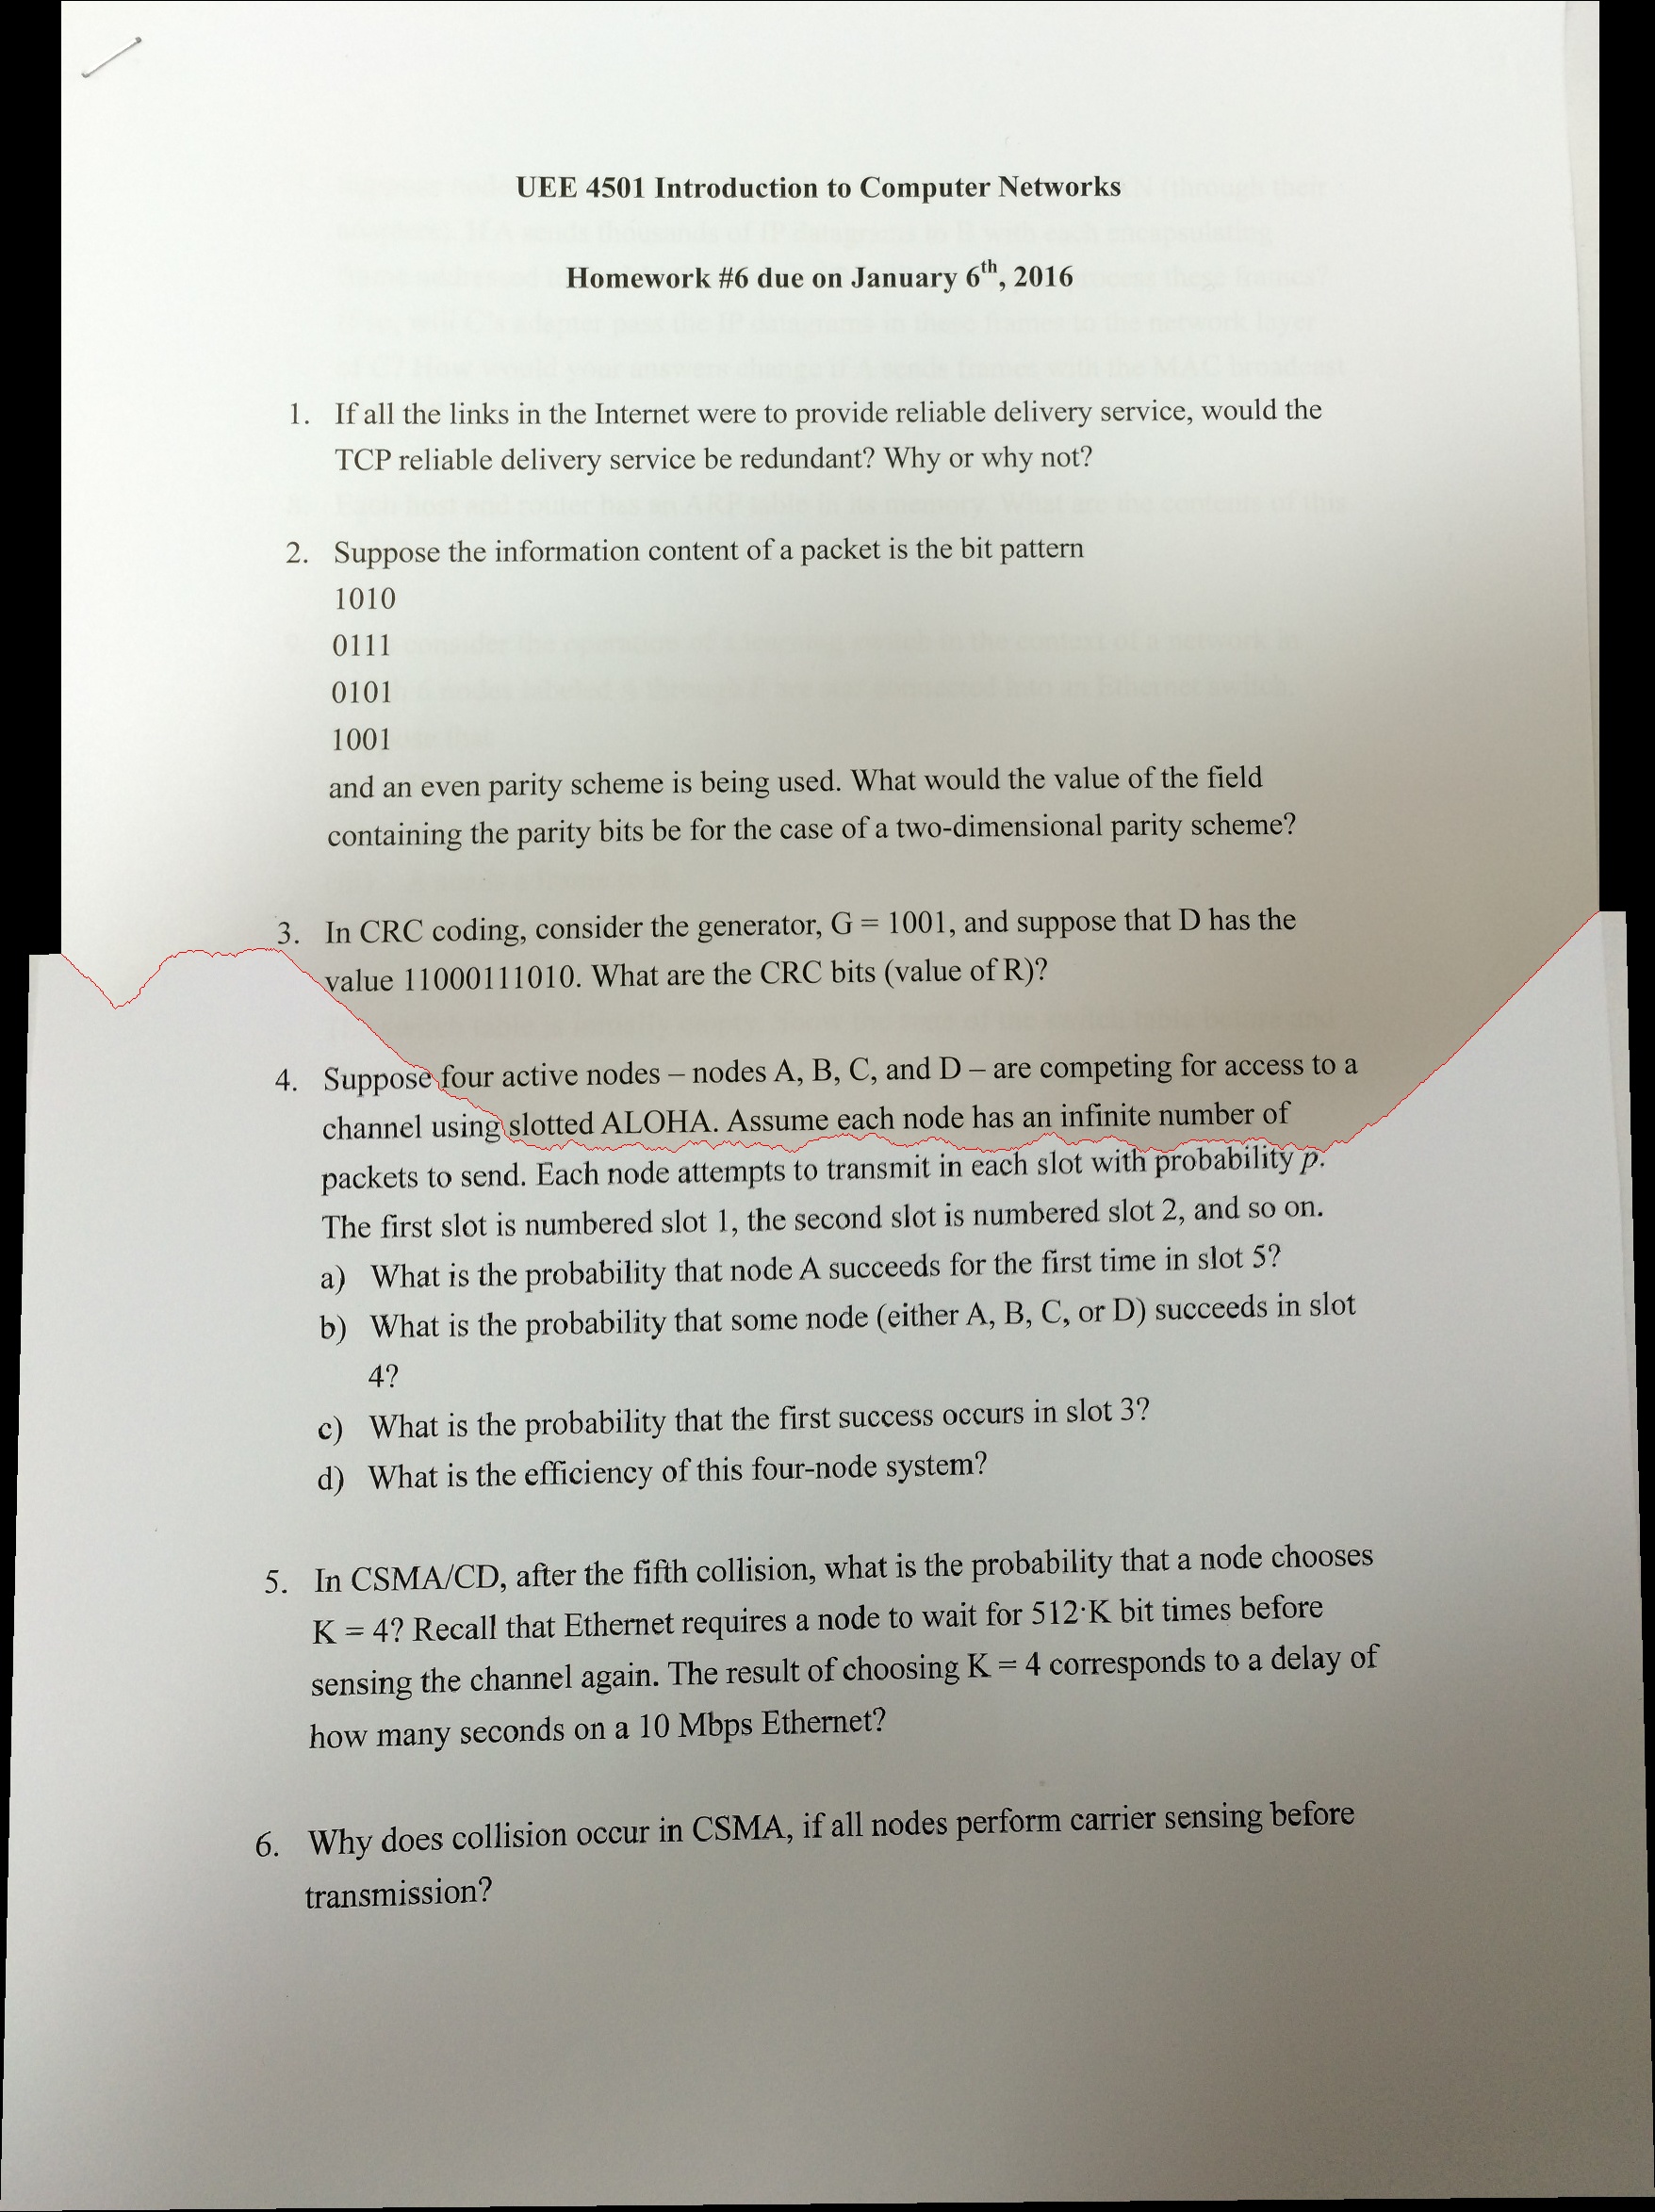 UEE 4501 Introduction to Computer Networks
Homework #6 due on January 6th, 2016
1. If all the links in the Internet were to provide reliable delivery service, would the
TCP reliable delivery service be redundant? Why or why not?
2. Suppose the information content of a packet is the bit pattern
1010
0111
0101
1001
and an even parity scheme is being used. What would the value of the field
containing the parity bits be for the case of a two-dimensional parity scheme?
3. In CRC coding, consider the generator, G = 1001, and suppose that D has the
value 11000111010. What are the CRC bits (value of R)?
4. Suppose four active nodes – nodes A, B, C, and D – are competing for access to a
channel using slotted ALOHA. Assume each node has an infinite number of
packets to send. Each node attempts to transmit in each slot with probability p.
The first slot is numbered slot 1, the second slot is numbered slot 2, and so on.
a) What is the probability that node A succeeds for the first time in slot 5?
b) What is the probability that some node (either A, B, C, or D) succeeds in slot
4?
c) What is the probability that the first success occurs in slot 3?
d) What is the efficiency of this four-node system?
5. In CSMA/CD, after the fifth collision, what is the probability that a node chooses
K = 4? Recall that Ethernet requires a node to wait for 512·K bit times before
sensing the channel again. The result of choosing K = 4 corresponds to a delay of
how many seconds on a 10 Mbps Ethernet?
6. Why does collision occur in CSMA, if all nodes perform carrier sensing before
transmission?